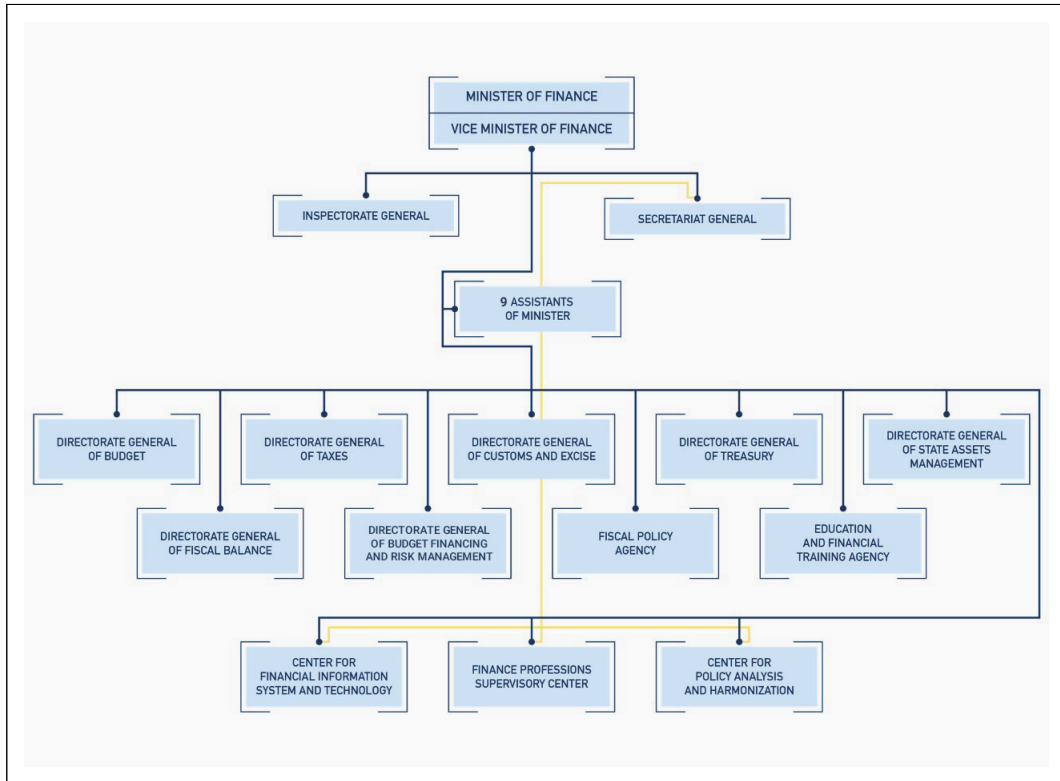 MINISTER OF FINANCE
VICE MINISTER OF FINANCE
INSPECTORATE GENERAL
SECRETARIAT GENERAL
9 ASSISTANTS
OF MINISTER
DIRECTORATE GENERAL
OF BUDGET
DIRECTORATE GENERAL
OF TAXES
DIRECTORATE GENERAL
OF CUSTOMS AND EXCISE
DIRECTORATE GENERAL
OF TREASURY
DIRECTORATE GENERAL
OF STATE ASSETS
MANAGEMENT
DIRECTORATE GENERAL
OF FISCAL BALANCE
DIRECTORATE GENERAL
OF BUDGET FINANCING
AND RISK MANAGEMENT
FISCAL POLICY
AGENCY
EDUCATION
AND FINANCIAL
TRAINING AGENCY
CENTER FOR
FINANCIAL INFORMATION
SYSTEM AND TECHNOLOGY
FINANCE PROFESSIONS
SUPERVISORY CENTER
CENTER FOR
POLICY ANALYSIS
AND HARMONIZATION